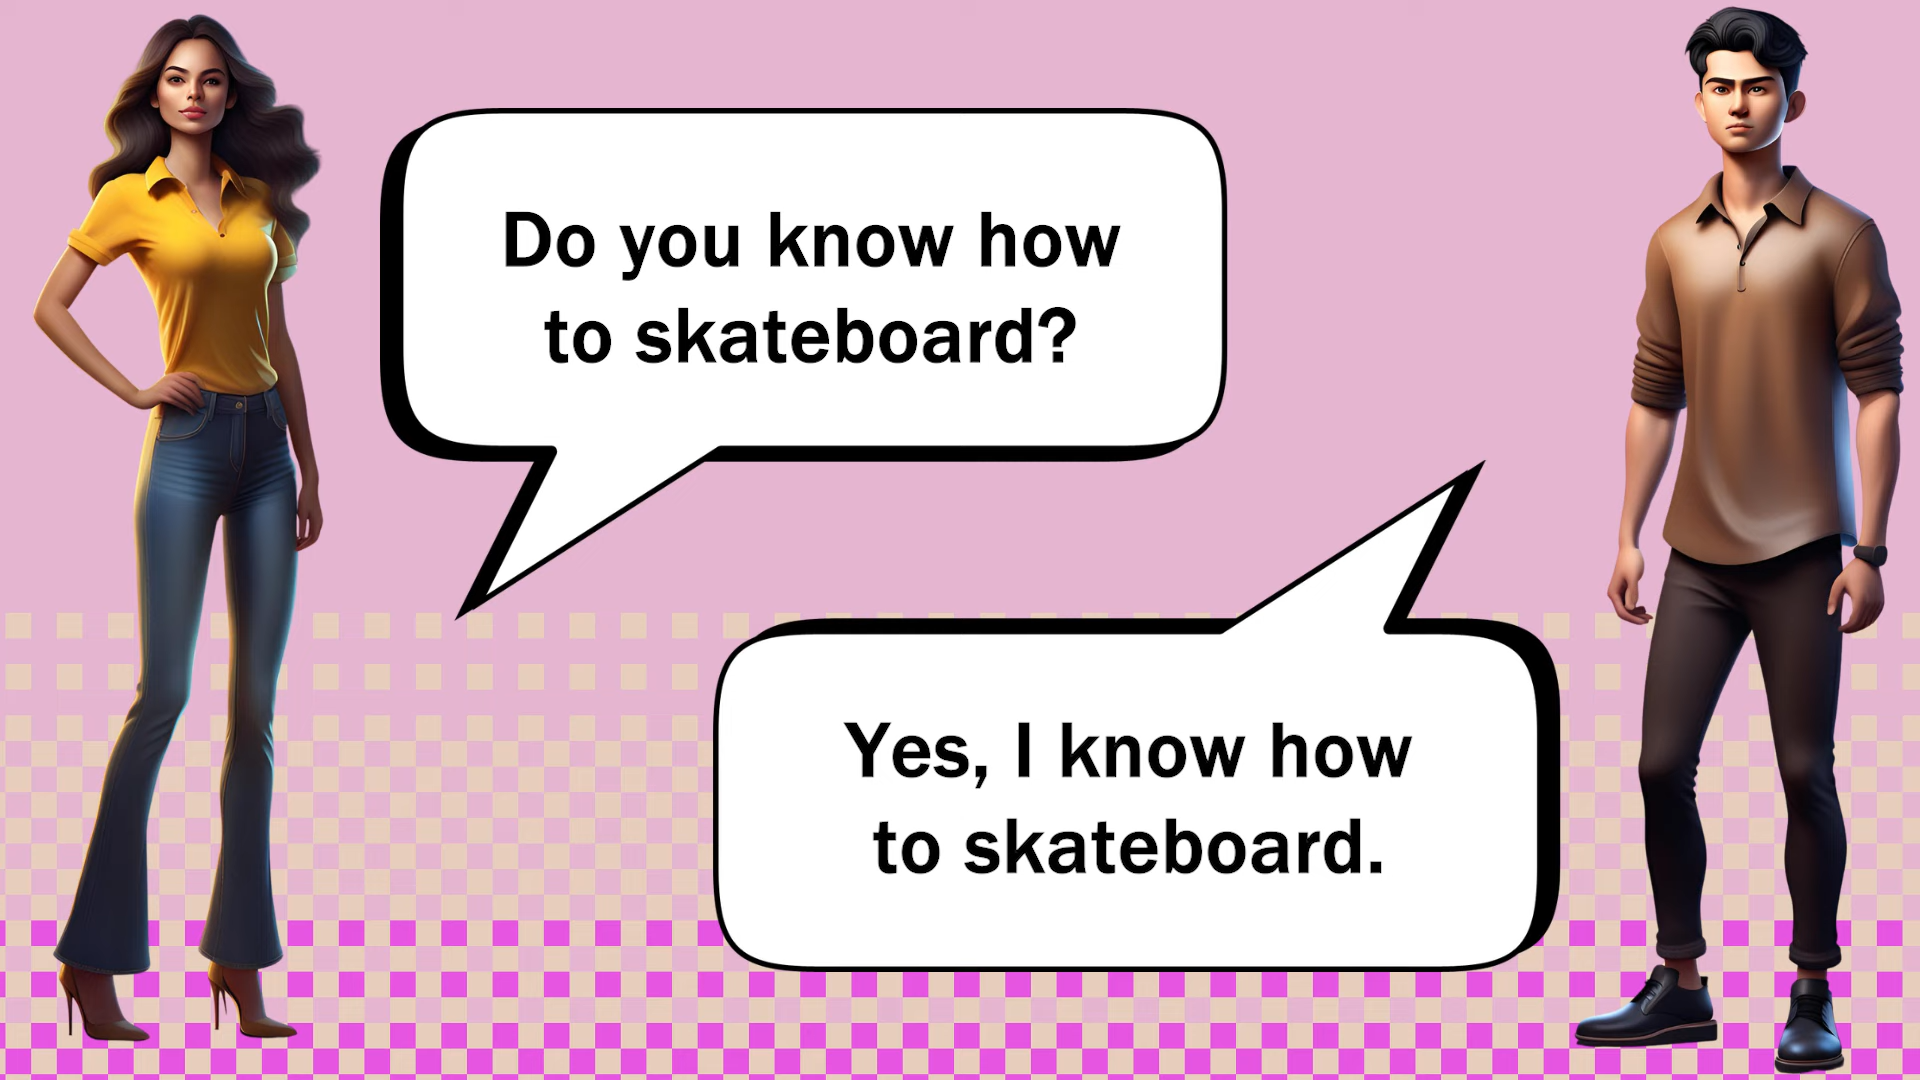 Do you know how
to skateboard?
Yes, I know how
to skateboard.